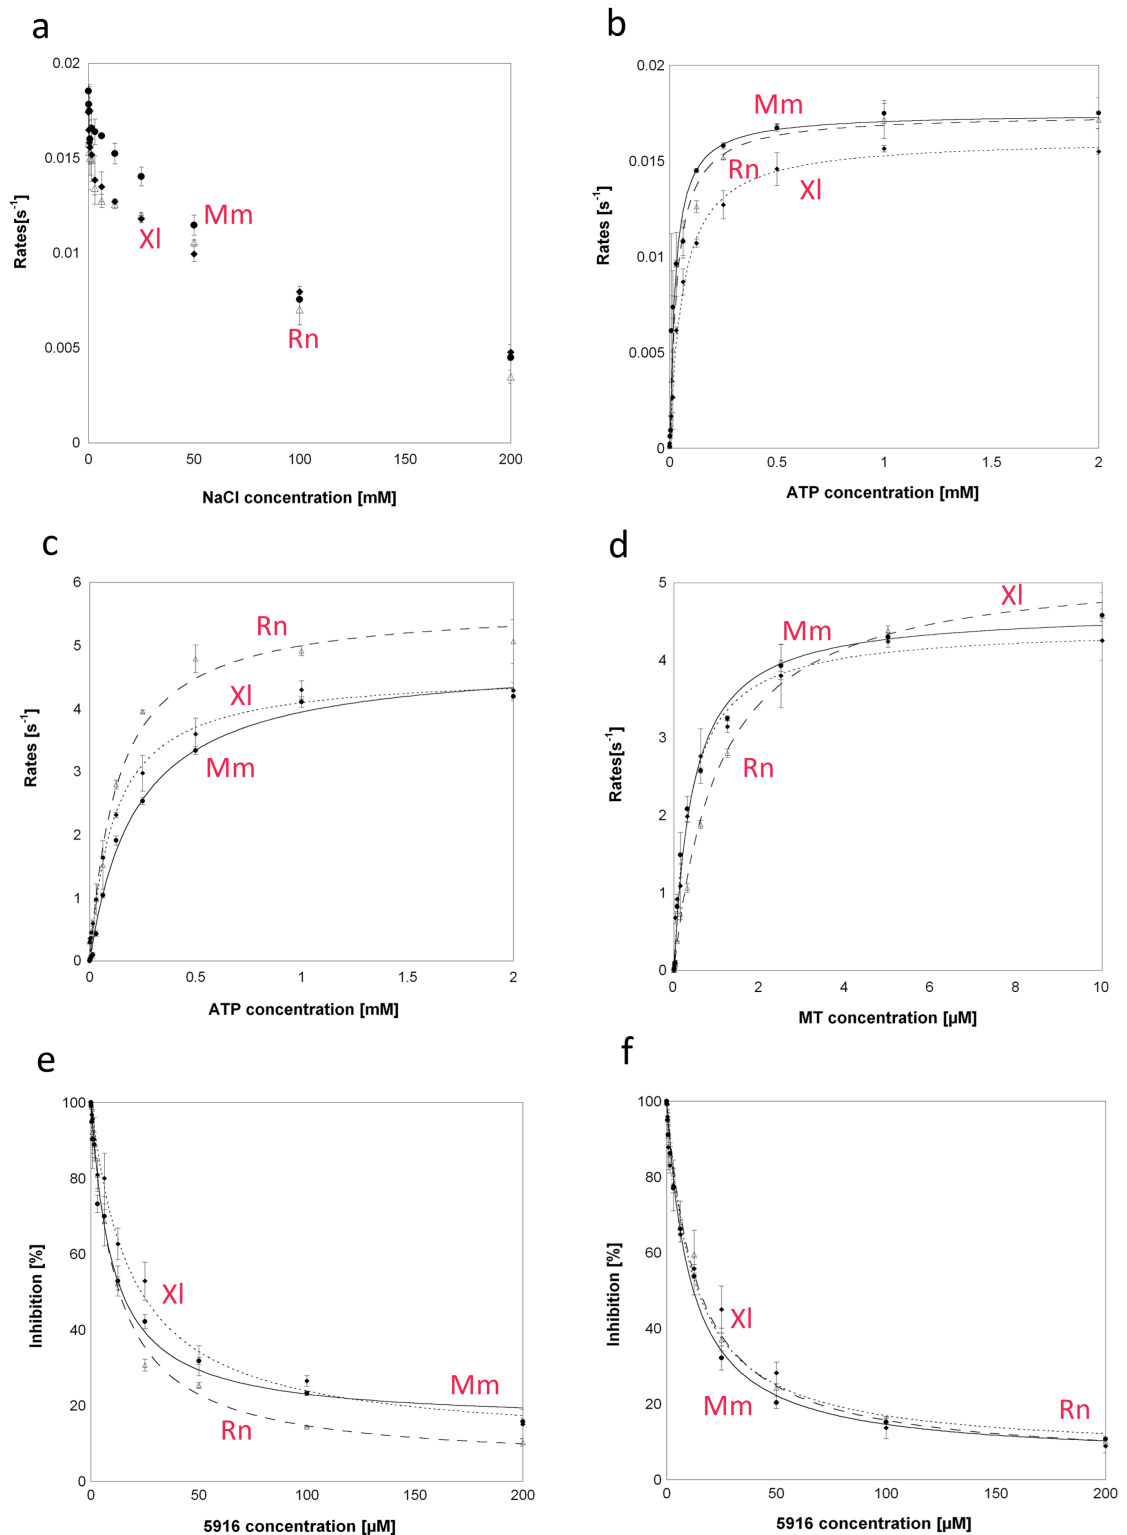 a
0.02
0.015
0.01
0.005
0
Rates[s-1]
Mm
Xl
Rn
0
50
100
150
200
NaCl concentration [mM]
b
0.02
0.015
0.01
0.005
0
Rates [s-1]
Mm
Rn
Xl
0
0.5
1
1.5
2
ATP concentration [mM]
c
6
5
4
3
2
1
0
Rates [s-1]
Rn
Xl
Mm
0
0.5
1
1.5
2
ATP concentration [mM]
d
5
4
3
2
1
0
Rates[s-1]
Xl
Mm
Rn
0
2
4
6
8
10
MT concentration [µM]
e
100
80
60
40
20
0
Inhibition [%]
Xl
Mm
Rn
0
50
100
150
200
5916 concentration [µM]
f
100
80
60
40
20
0
Inhibition [%]
Xl
Mm
Rn
0
50
100
150
200
5916 concentration [µM]